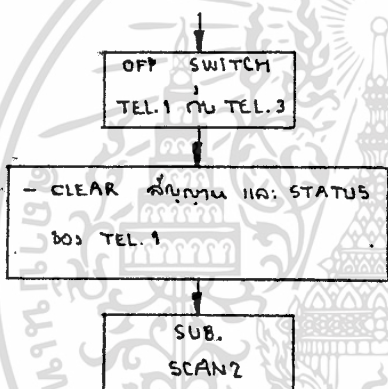 OFF SWITCH
TEL.1 กับ TEL.3
- CLEAR สัญญาณ และ STATUS
ของ TEL.1
SUB.
SCAN2